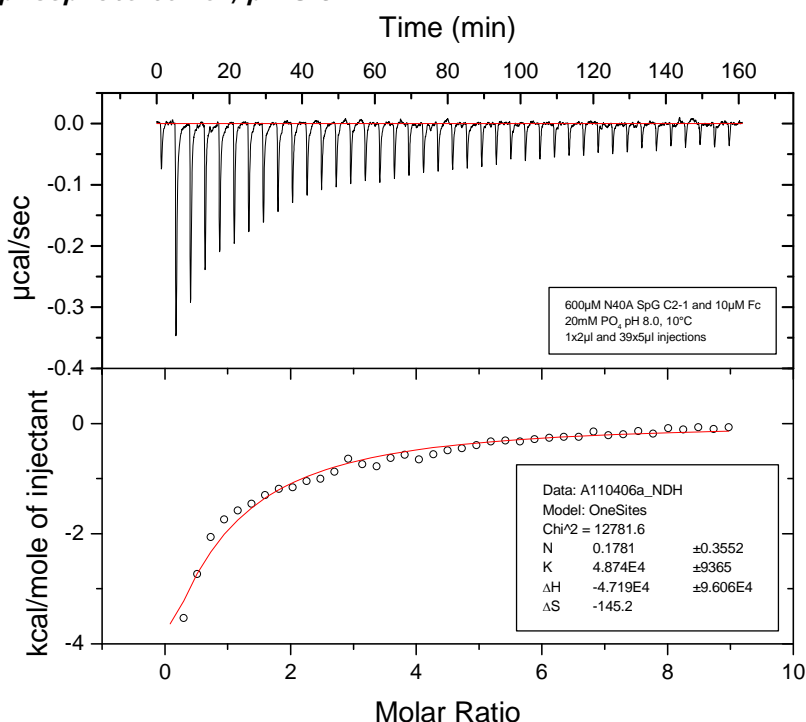 Time (min)
0 20 40 60 80 100 120 140 160
0.0
-0.1
-0.2
-0.3
-0.4
µcal/sec
600µM N40A SpG C2-1 and 10µM Fc
20mM PO4 pH 8.0, 10°C
1x2µl and 39x5µl injections
0
-2
-4
kcal/mole of injectant
Data: A110406a_NDH
Model: OneSites
Chi^2 = 12781.6
N 0.1781 ±0.3552
K 4.874E4 ±9365
ΔH -4.719E4 ±9.606E4
ΔS -145.2
0 2 4 6 8 10
Molar Ratio